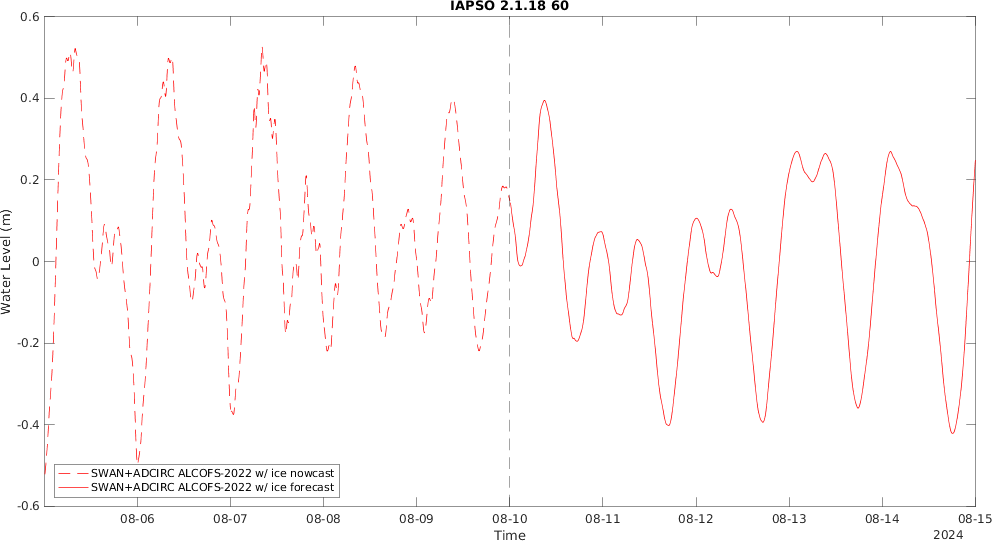 IAPSO 2.1.18 60
Water Level (m)
0.6
0.4
0.2
0
-0.2
-0.4
-0.6
SWAN+ADCIRC ALCOFS-2022 w/ ice nowcast
SWAN+ADCIRC ALCOFS-2022 w/ ice forecast
08-06 08-07 08-08 08-09 08-10 08-11 08-12 08-13 08-14 08-15
Time
2024